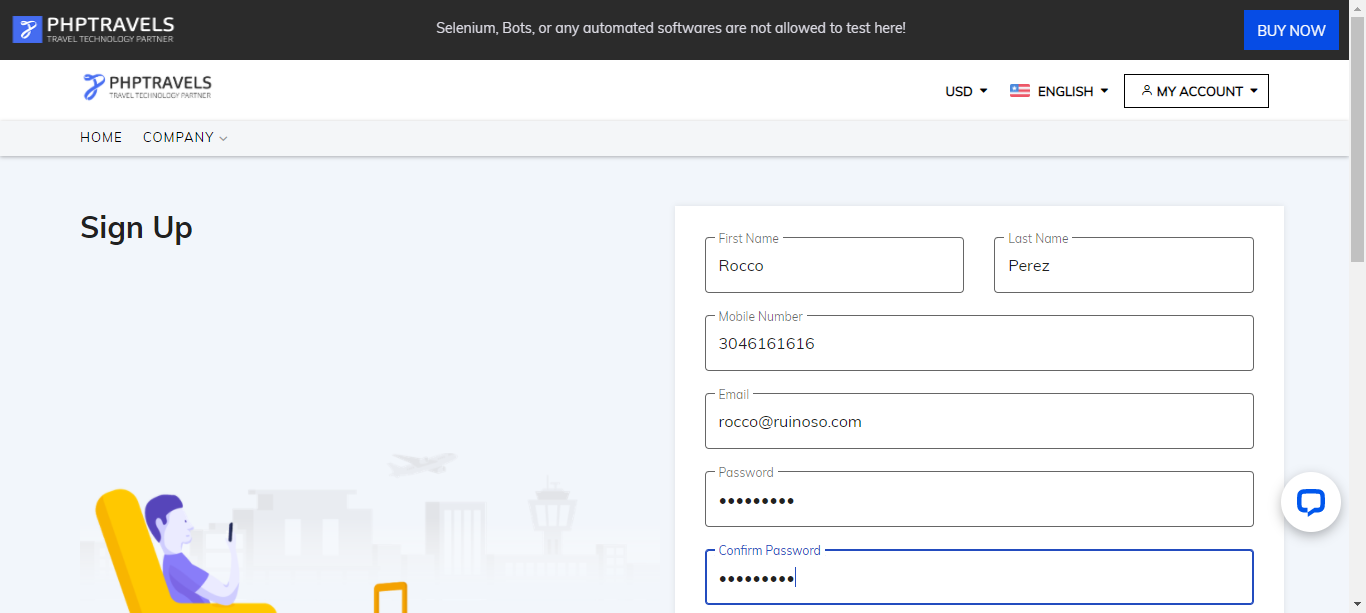 PHPTRAVELS
TRAVEL TECHNOLOGY PARTNER
Selenium, Bots, or any automated softwares are not allowed to test here!
BUY NOW
PHPTRAVELS
TRAVEL TECHNOLOGY PARTNER
USD
ENGLISH
MY ACCOUNT
HOME
COMPANY
Sign Up
First Name
Rocco
Last Name
Perez
Mobile Number
3046161616
Email
rocco@ruinoso.com
Password
•••••••••
Confirm Password
•••••••••